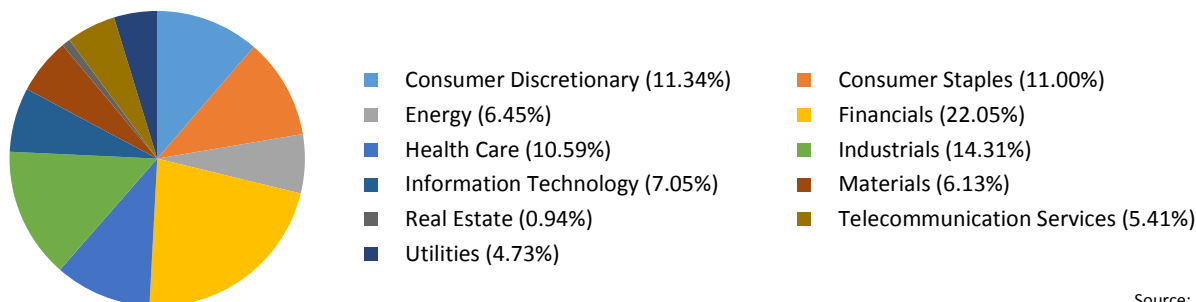 Consumer Discretionary (11.34%) Consumer Staples (11.00%)
Energy (6.45%) Financials (22.05%)
Health Care (10.59%) Industrials (14.31%)
Information Technology (7.05%) Materials (6.13%)
Real Estate (0.94%) Telecommunication Services (5.41%)
Utilities (4.73%)
Source: